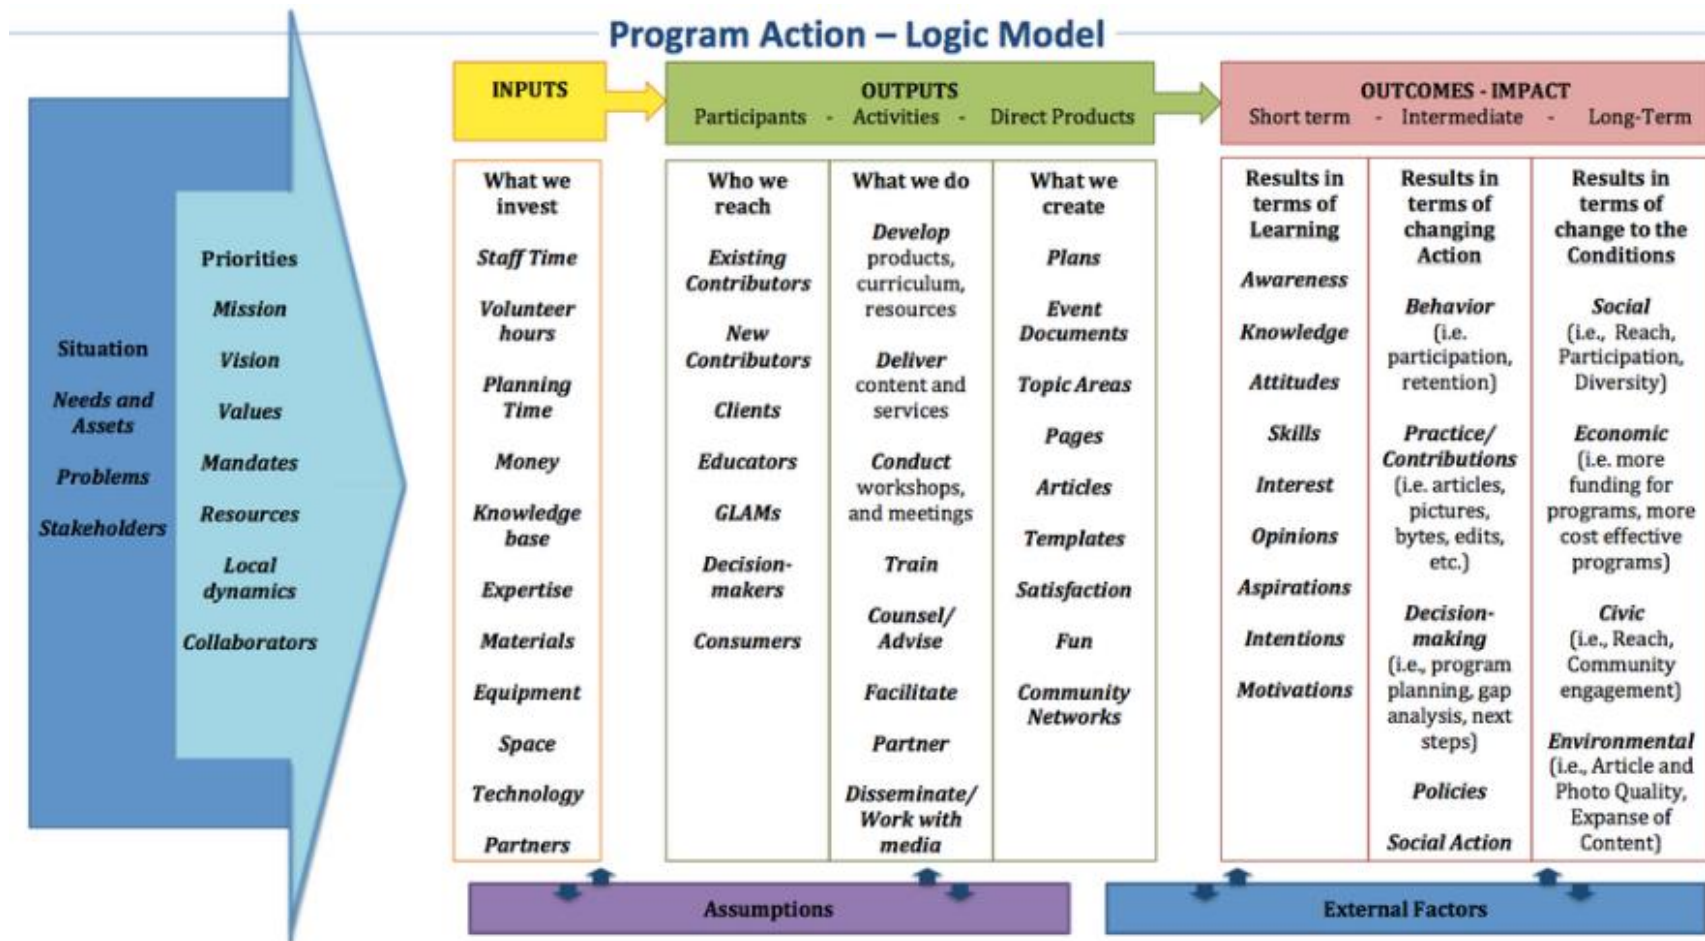 Program Action – Logic Model
Situation
Needs and
Assets
Problems
Stakeholders
Priorities
Mission
Vision
Values
Mandates
Resources
Local
dynamics
Collaborators
INPUTS
What we
invest
Staff Time
Volunteer
hours
Planning
Time
Money
Knowledge
base
Expertise
Materials
Equipment
Space
Technology
Partners
OUTPUTS
Participants - Activities - Direct Products
Who we
reach
Existing
Contributors
New
Contributors
Clients
Educators
GLAMs
Decision-
makers
Consumers
What we do
Develop
products,
curriculum,
resources
Deliver
content and
services
Conduct
workshops,
and meetings
Train
Counsel/
Advise
Facilitate
Partner
Disseminate/
Work with
media
What we
create
Plans
Event
Documents
Topic Areas
Pages
Articles
Templates
Satisfaction
Fun
Community
Networks
OUTCOMES - IMPACT
Short term - Intermediate - Long-Term
Results in
terms of
Learning
Awareness
Knowledge
Attitudes
Skills
Interest
Opinions
Aspirations
Intentions
Motivations
Results in
terms of
changing
Action
Behavior
(i.e.
participation,
retention)
Practice/
Contributions
(i.e. articles,
pictures,
bytes, edits,
etc.)
Decision-
making
(i.e., program
planning, gap
analysis, next
steps)
Policies
Social Action
Results in
terms of
change to the
Conditions
Social
(i.e., Reach,
Participation,
Diversity)
Economic
(i.e. more
funding for
programs, more
cost effective
programs)
Civic
(i.e., Reach,
Community
engagement)
Environmental
(i.e., Article and
Photo Quality,
Expanse of
Content)
Assumptions
External Factors